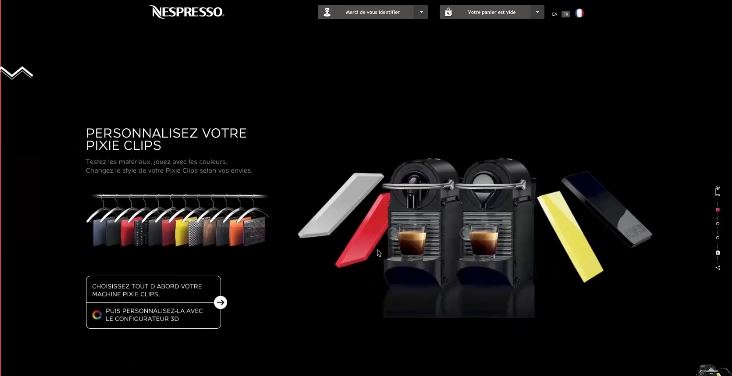 NESPRESSO
Merci de vous identifier
Votre panier est vide
EN FR
PERSONNALISEZ VOTRE
PIXIE CLIPS
Testez les matériaux, jouez avec les couleurs.
Changez le style de votre Pixie Clips selon vos envies.
CHOISISSEZ TOUT D'ABORD VOTRE
MACHINE PIXIE CLIPS
PUIS PERSONNALISEZ-LA AVEC
LE CONFIGURATEUR 3D